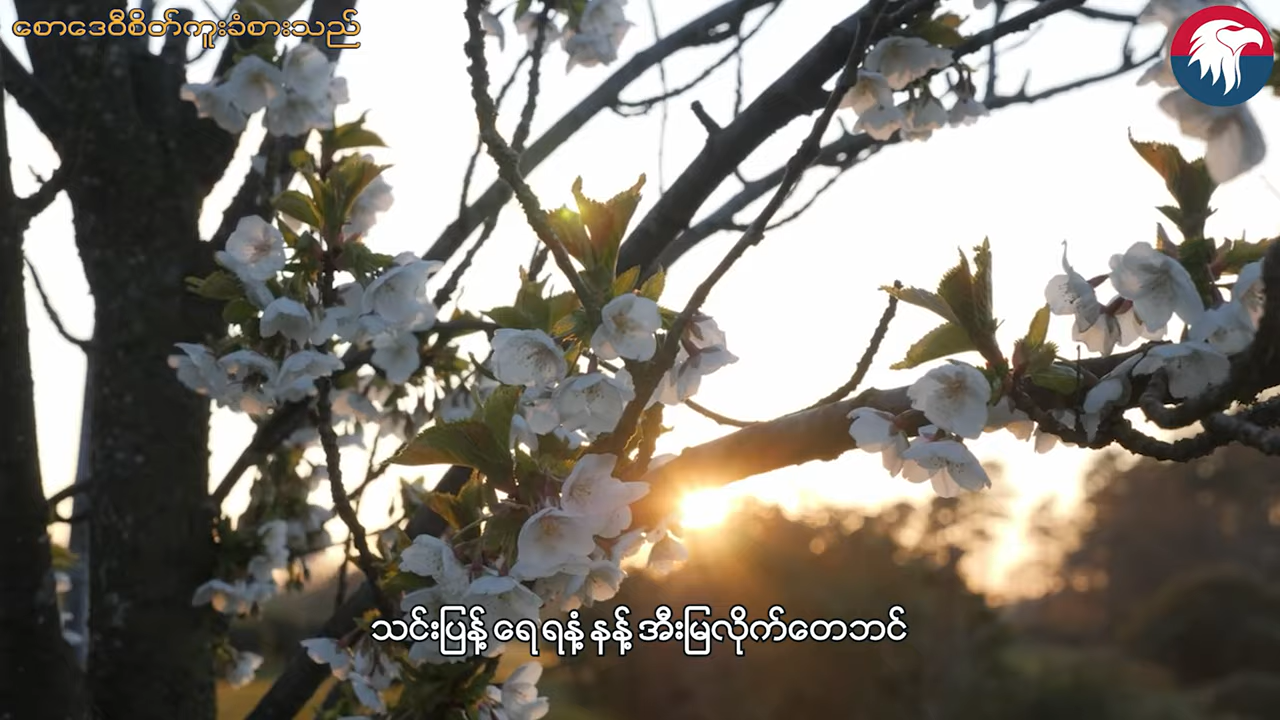 စောဒေဝီစိတ်ကူးခံစားသည်
သင်းပြန့် ရေရနံ့ နန့် အီးမြလိုက်တေဘင်